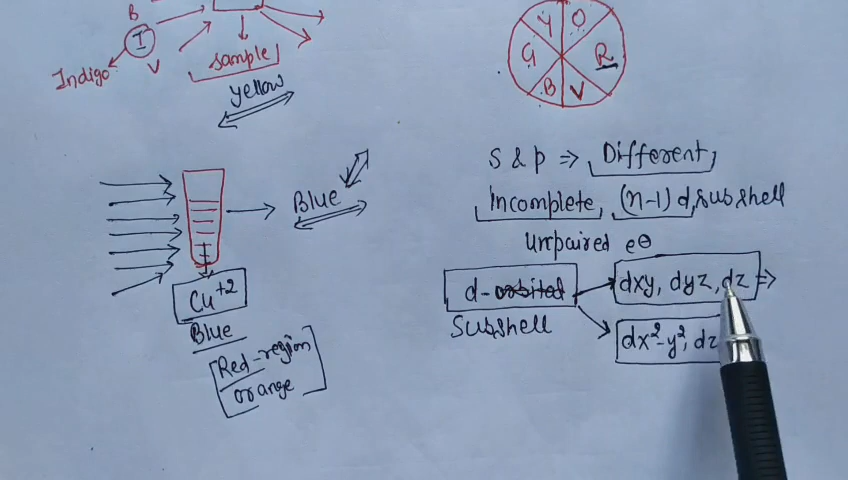 B
I
V
Indigo
sample
yellow
Y O
G R
B V
Blue
Cu+2
Blue
Red-region
orange
S & p => Different
Incomplete, (n-1) d, subshell
Unpaired e⊖
d-orbital
Subshell
dxy, dyz, dz =>
dx²-y², dz